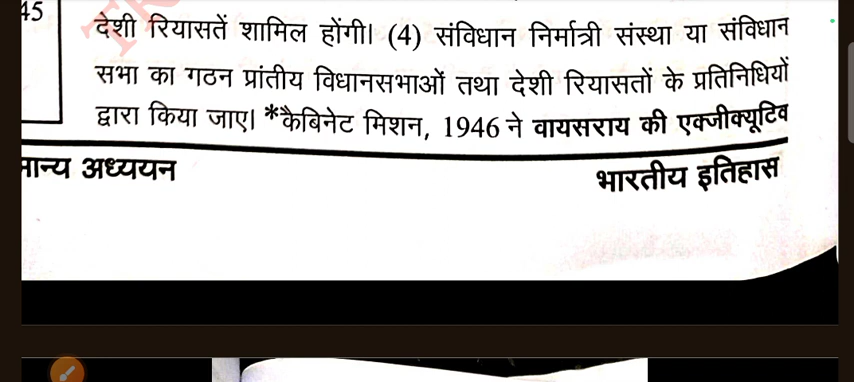 45
देशी रियासतें शामिल होंगी। (4) संविधान निर्मात्री संस्था या संविधान
सभा का गठन प्रांतीय विधानसभाओं तथा देशी रियासतों के प्रतिनिधियों
द्वारा किया जाए। *कैबिनेट मिशन, 1946 ने वायसराय की एक्जीक्यूटिव
मान्य अध्ययन
भारतीय इतिहास